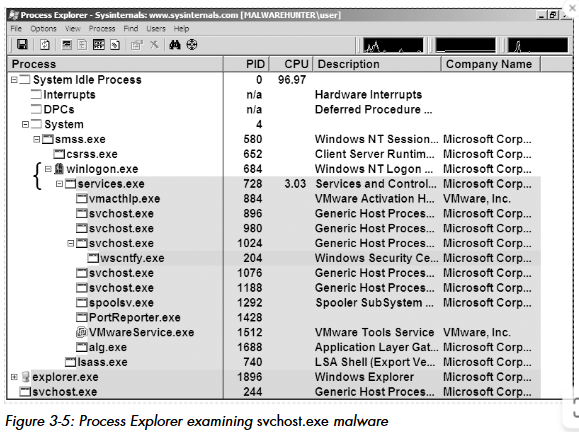 Process Explorer - Sysinternals: www.sysinternals.com [MALWAREHUNTER\user]
File Options View Process Find Users Help
Process PID CPU Description Company Name
System Idle Process 0 96.97
Interrupts n/a Hardware Interrupts
DPCs n/a Deferred Procedure ...
System 4
smss.exe 580 Windows NT Session... Microsoft Corp...
csrss.exe 652 Client Server Runtim... Microsoft Corp...
winlogon.exe 684 Windows NT Logon ... Microsoft Corp...
services.exe 728 3.03 Services and Control... Microsoft Corp...
vmacthlp.exe 884 VMware Activation H... VMware, Inc.
svchost.exe 896 Generic Host Proces... Microsoft Corp...
svchost.exe 980 Generic Host Proces... Microsoft Corp...
svchost.exe 1024 Generic Host Proces... Microsoft Corp...
wscntfy.exe 204 Windows Security Ce... Microsoft Corp...
svchost.exe 1076 Generic Host Proces... Microsoft Corp...
svchost.exe 1188 Generic Host Proces... Microsoft Corp...
spoolsv.exe 1292 Spooler SubSystem ... Microsoft Corp...
PortReporter.exe 1428
VMwareService.exe 1512 VMware Tools Service VMware, Inc.
alg.exe 1688 Application Layer Gat... Microsoft Corp...
lsass.exe 740 LSA Shell (Export Ve... Microsoft Corp...
explorer.exe 1896 Windows Explorer Microsoft Corp...
svchost.exe 244 Generic Host Proces... Microsoft Corp...
Figure 3-5: Process Explorer examining svchost.exe malware